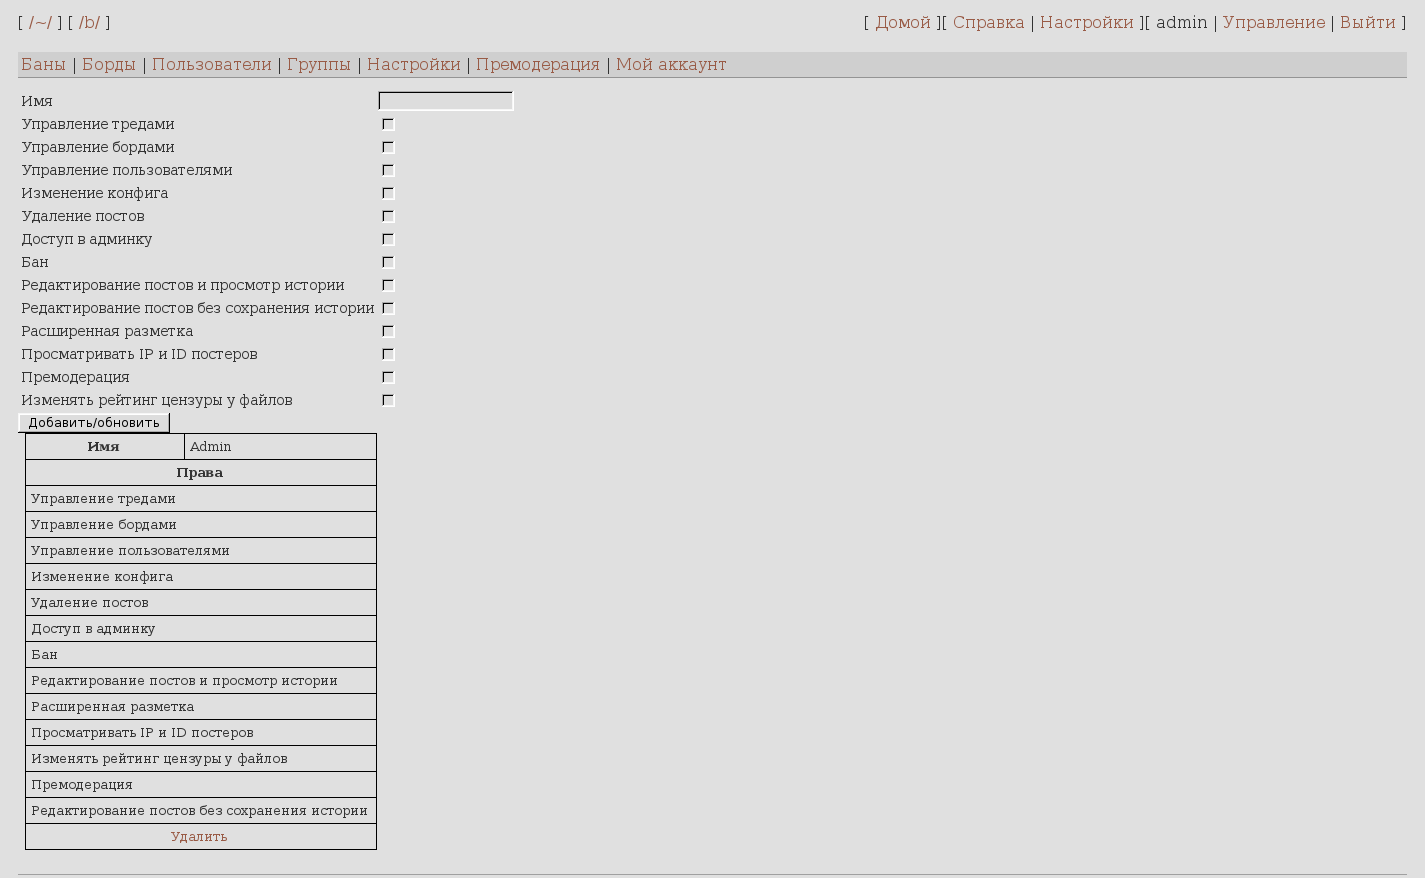 [ /~/ ] [ /b/ ]
[ Домой ][ Справка | Настройки ][ admin | Управление | Выйти ]
Баны | Борды | Пользователи | Группы | Настройки | Премодерация | Мой аккаунт
Имя
Управление тредами
Управление бордами
Управление пользователями
Изменение конфига
Удаление постов
Доступ в админку
Бан
Редактирование постов и просмотр истории
Редактирование постов без сохранения истории
Расширенная разметка
Просматривать IP и ID постеров
Премодерация
Изменять рейтинг цензуры у файлов
Добавить/обновить
Имя Admin
Права
Управление тредами
Управление бордами
Управление пользователями
Изменение конфига
Удаление постов
Доступ в админку
Бан
Редактирование постов и просмотр истории
Расширенная разметка
Просматривать IP и ID постеров
Изменять рейтинг цензуры у файлов
Премодерация
Редактирование постов без сохранения истории
Удалить